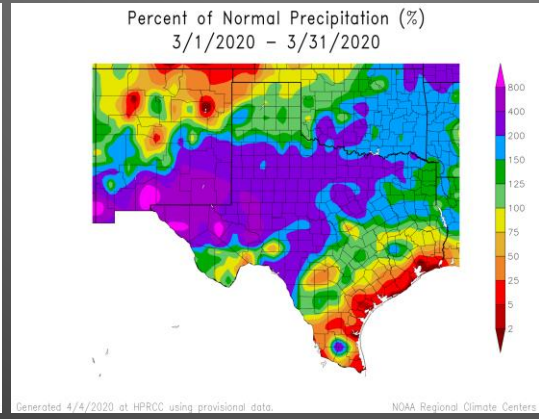 Percent of Normal Precipitation (%)
3/1/2020 – 3/31/2020
800
400
200
150
125
100
75
50
25
5
2
Generated 4/4/2020 at HPRCC using provisional data.
NOAA Regional Climate Centers